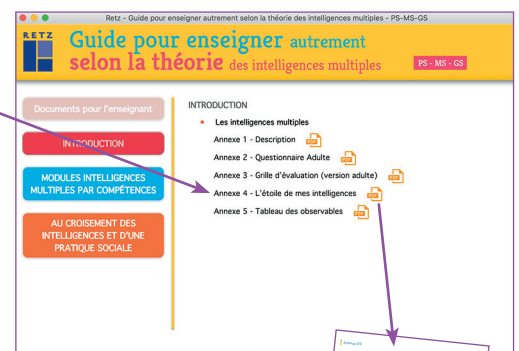 Retz - Guide pour enseigner autrement selon la théorie des intelligences multiples - PS-MS-GS
RETZ
Guide pour enseigner autrement
selon la théorie des intelligences multiples
PS - MS - GS
Documents pour l'enseignant
INTRODUCTION
MODULES INTELLIGENCES
MULTIPLES PAR COMPÉTENCES
AU CROISEMENT DES
INTELLIGENCES ET D'UNE
PRATIQUE SOCIALE
INTRODUCTION
• Les intelligences multiples
Annexe 1 - Description PDF
Annexe 2 - Questionnaire Adulte PDF
Annexe 3 - Grille d'évaluation (version adulte) PDF
Annexe 4 - L'étoile de mes intelligences PDF
Annexe 5 - Tableau des observables PDF